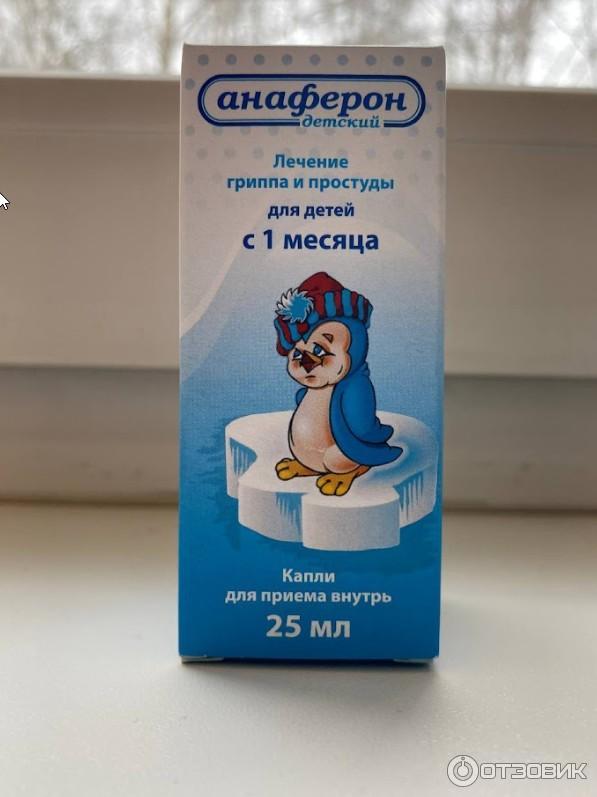 анаферон
детский
Лечение
гриппа и простуды
для детей
с 1 месяца
Капли
для приема внутрь
25 мл
ОТЗОВИК